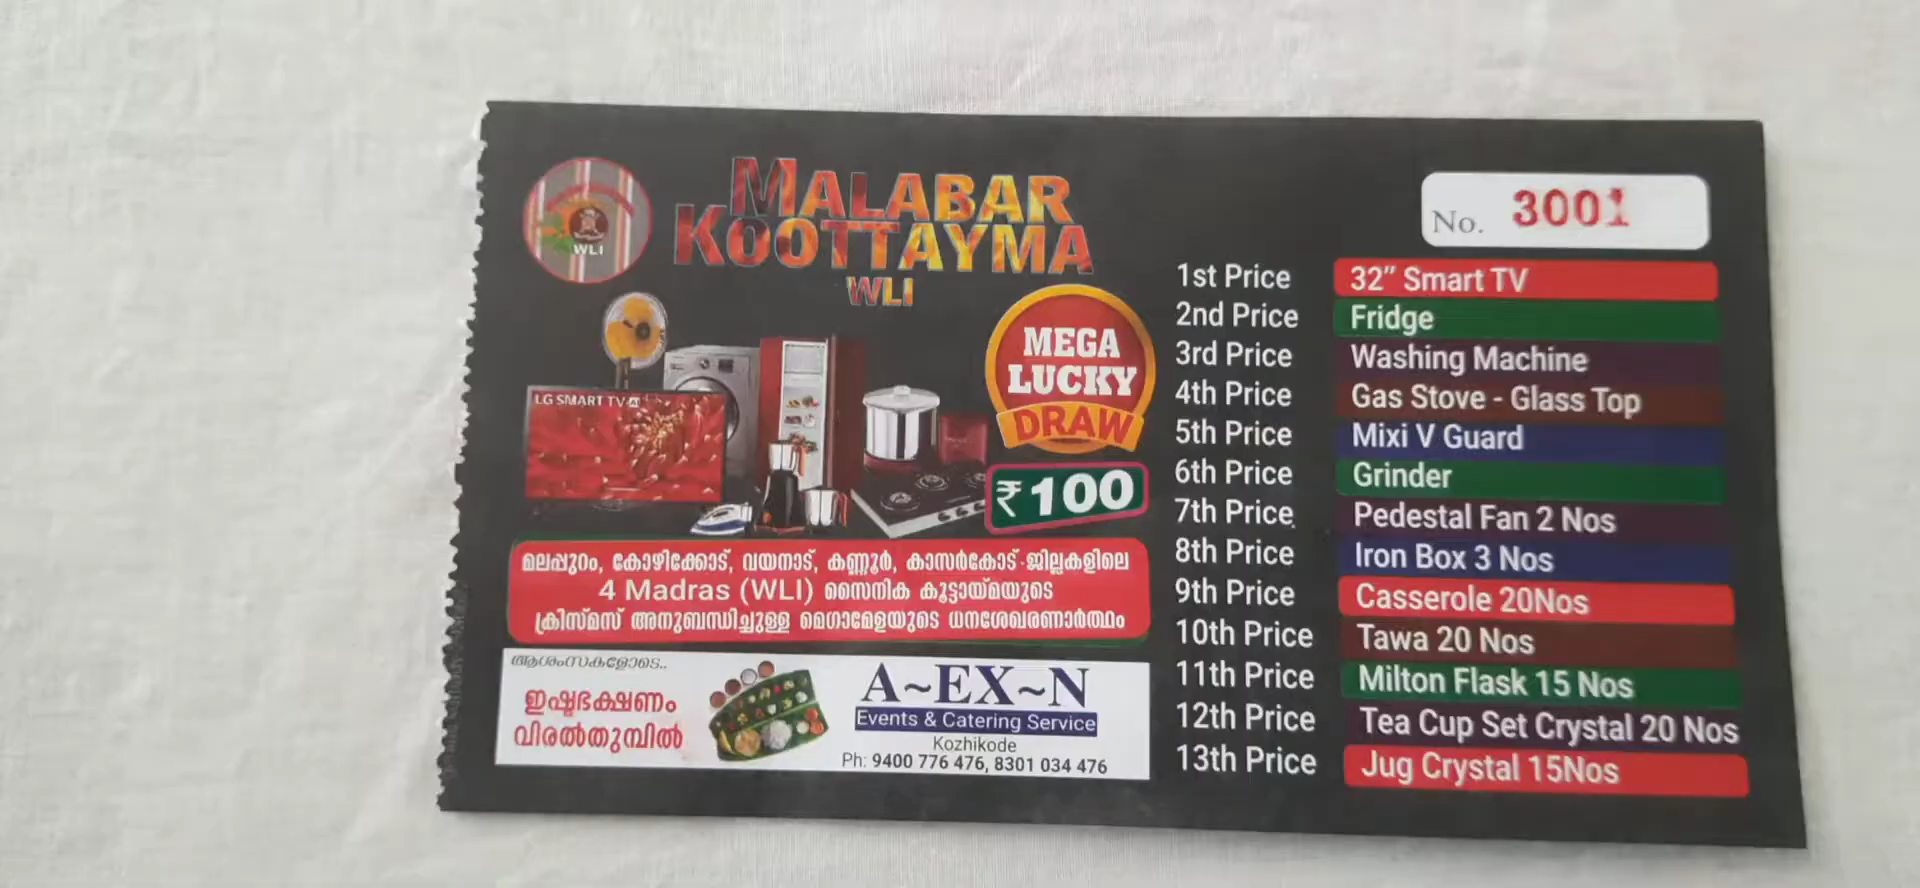 WLI
MALABAR
KOOTTAYMA
WLI
MEGA
LUCKY
DRAW
₹100
LG SMART TV AI
മലപ്പുറം, കോഴിക്കോട്, വയനാട്, കണ്ണൂർ, കാസർകോട് ജില്ലകളിലെ
4 Madras (WLI) സൈനിക കൂട്ടായ്മയുടെ
ക്രിസ്മസ് അനുബന്ധിച്ചുള്ള മെഗാമേളയുടെ ധനശേഖരണാർത്ഥം
ആശംസകളോടെ..
ഇഷ്ടഭക്ഷണം
വിരൽതുമ്പിൽ
A~EX~N
Events & Catering Service
Kozhikode
Ph: 9400 776 476, 8301 034 476
No. 3001
1st Price 32" Smart TV
2nd Price Fridge
3rd Price Washing Machine
4th Price Gas Stove - Glass Top
5th Price Mixi V Guard
6th Price Grinder
7th Price Pedestal Fan 2 Nos
8th Price Iron Box 3 Nos
9th Price Casserole 20Nos
10th Price Tawa 20 Nos
11th Price Milton Flask 15 Nos
12th Price Tea Cup Set Crystal 20 Nos
13th Price Jug Crystal 15Nos